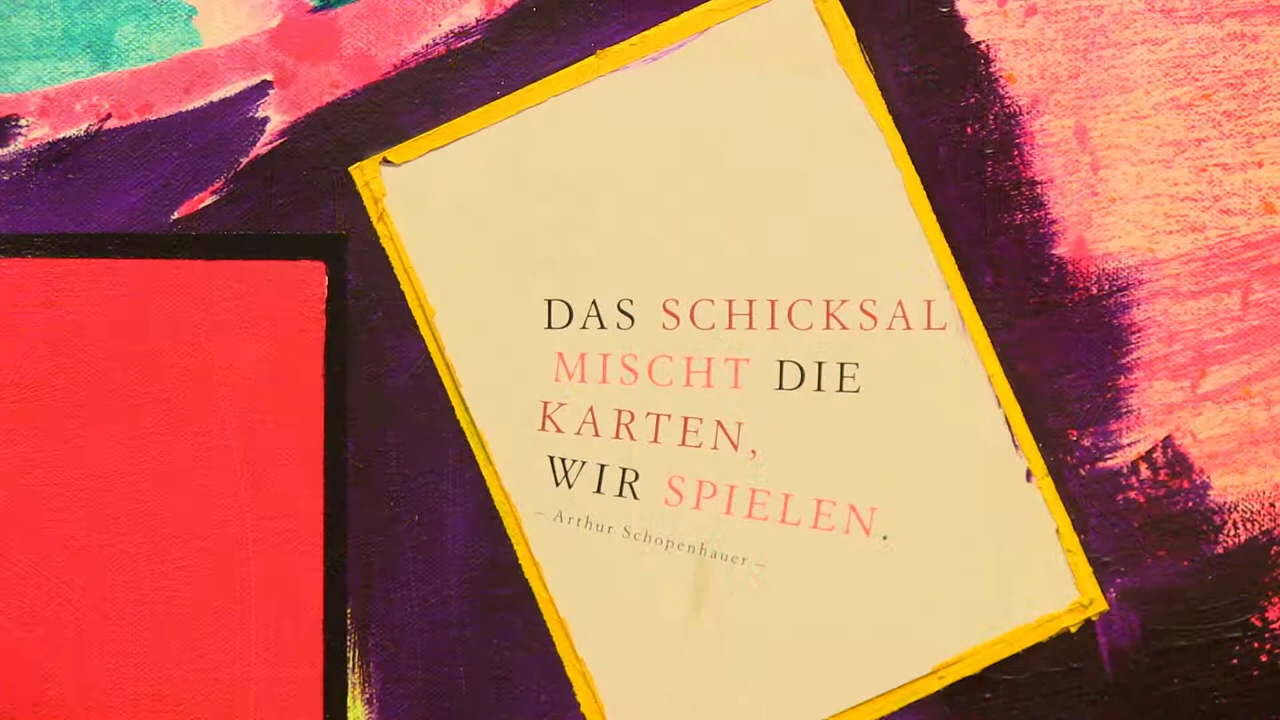 DAS SCHICKSAL
MISCHT DIE
KARTEN,
WIR SPIELEN.
– Arthur Schopenhauer –